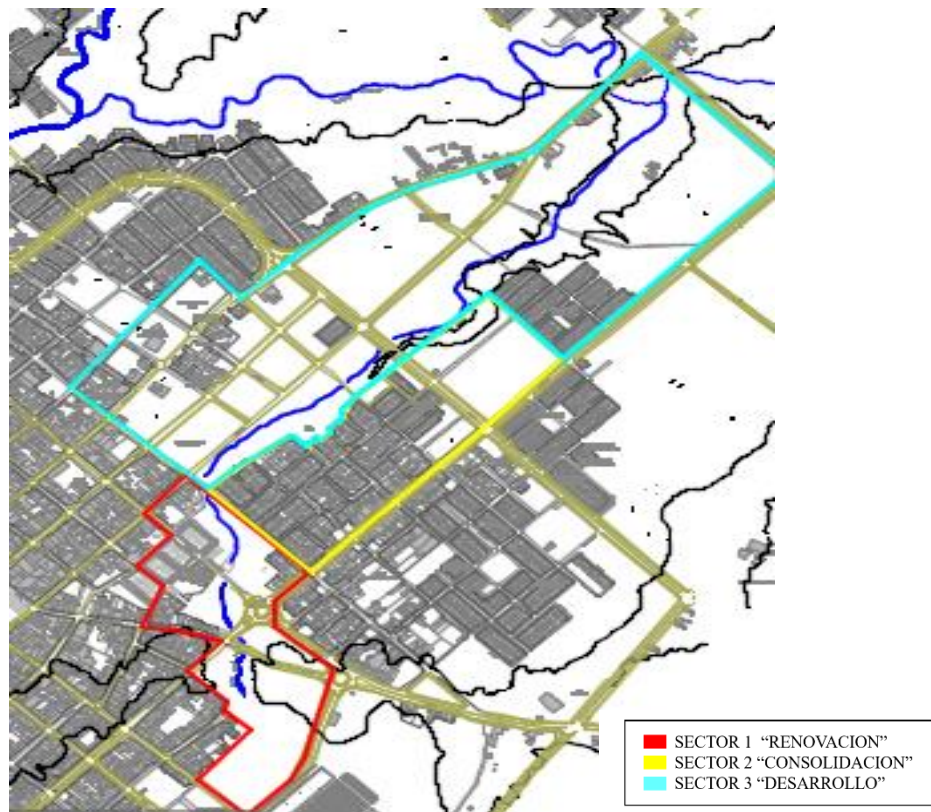 SECTOR 1 “RENOVACION”
SECTOR 2 “CONSOLIDACION”
SECTOR 3 “DESARROLLO”